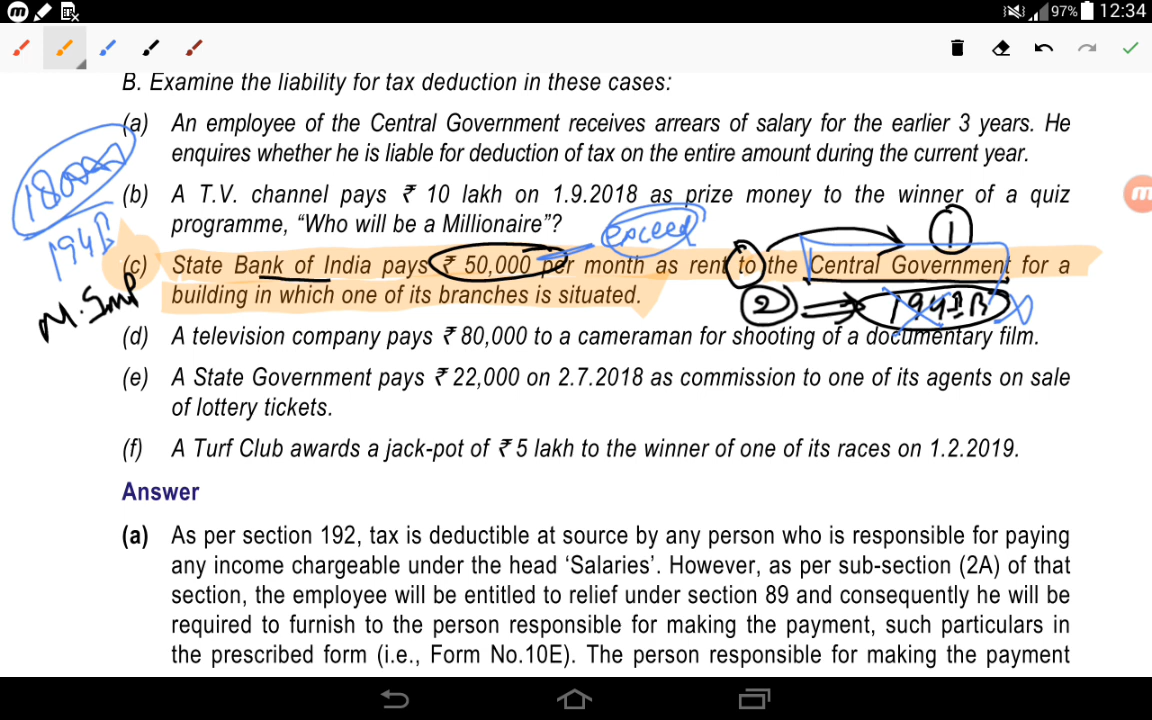 97% 12:34
B. Examine the liability for tax deduction in these cases:
(a) An employee of the Central Government receives arrears of salary for the earlier 3 years. He
enquires whether he is liable for deduction of tax on the entire amount during the current year.
180000
(b) A T.V. channel pays ₹ 10 lakh on 1.9.2018 as prize money to the winner of a quiz
programme, “Who will be a Millionaire”?
exceed
1
194I
(c) State Bank of India pays ₹ 50,000 per month as rent to the Central Government for a
building in which one of its branches is situated.
2
194IB
M. Imp
(d) A television company pays ₹ 80,000 to a cameraman for shooting of a documentary film.
(e) A State Government pays ₹ 22,000 on 2.7.2018 as commission to one of its agents on sale
of lottery tickets.
(f) A Turf Club awards a jack-pot of ₹ 5 lakh to the winner of one of its races on 1.2.2019.
Answer
(a) As per section 192, tax is deductible at source by any person who is responsible for paying
any income chargeable under the head ‘Salaries’. However, as per sub-section (2A) of that
section, the employee will be entitled to relief under section 89 and consequently he will be
required to furnish to the person responsible for making the payment, such particulars in
the prescribed form (i.e., Form No.10E). The person responsible for making the payment